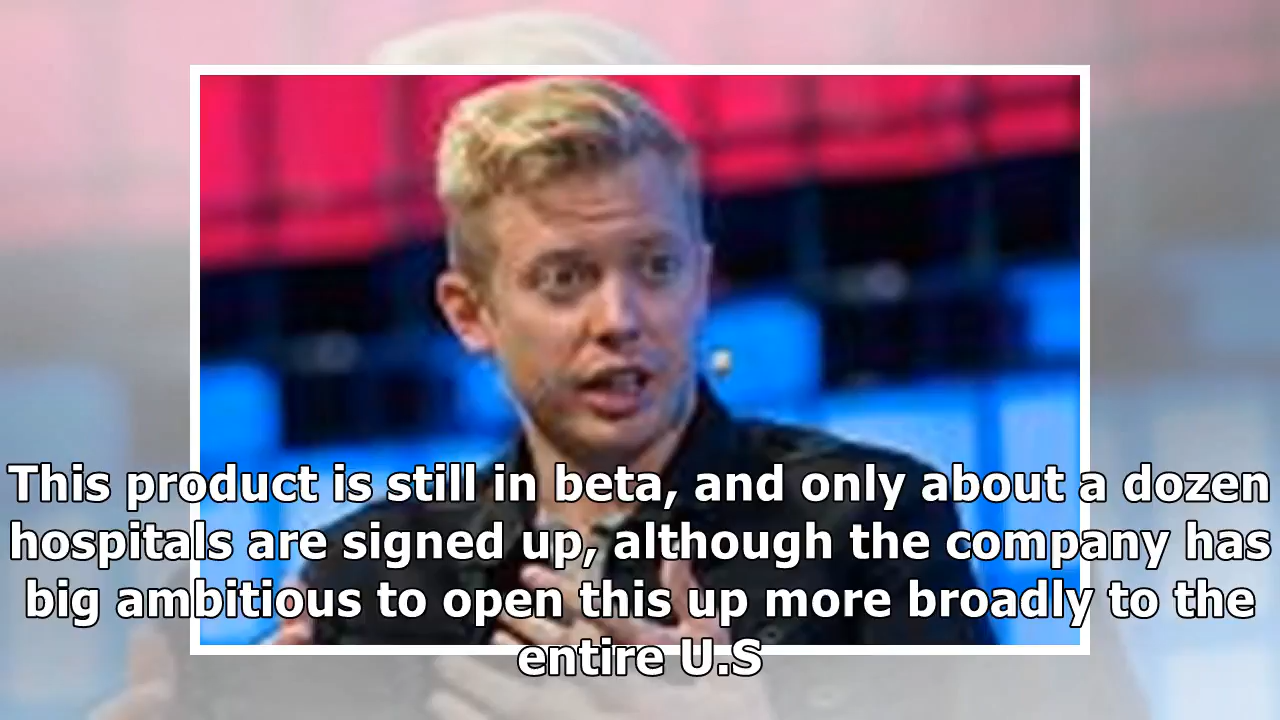 This product is still in beta, and only about a dozen
hospitals are signed up, although the company has
big ambitious to open this up more broadly to the
entire U.S